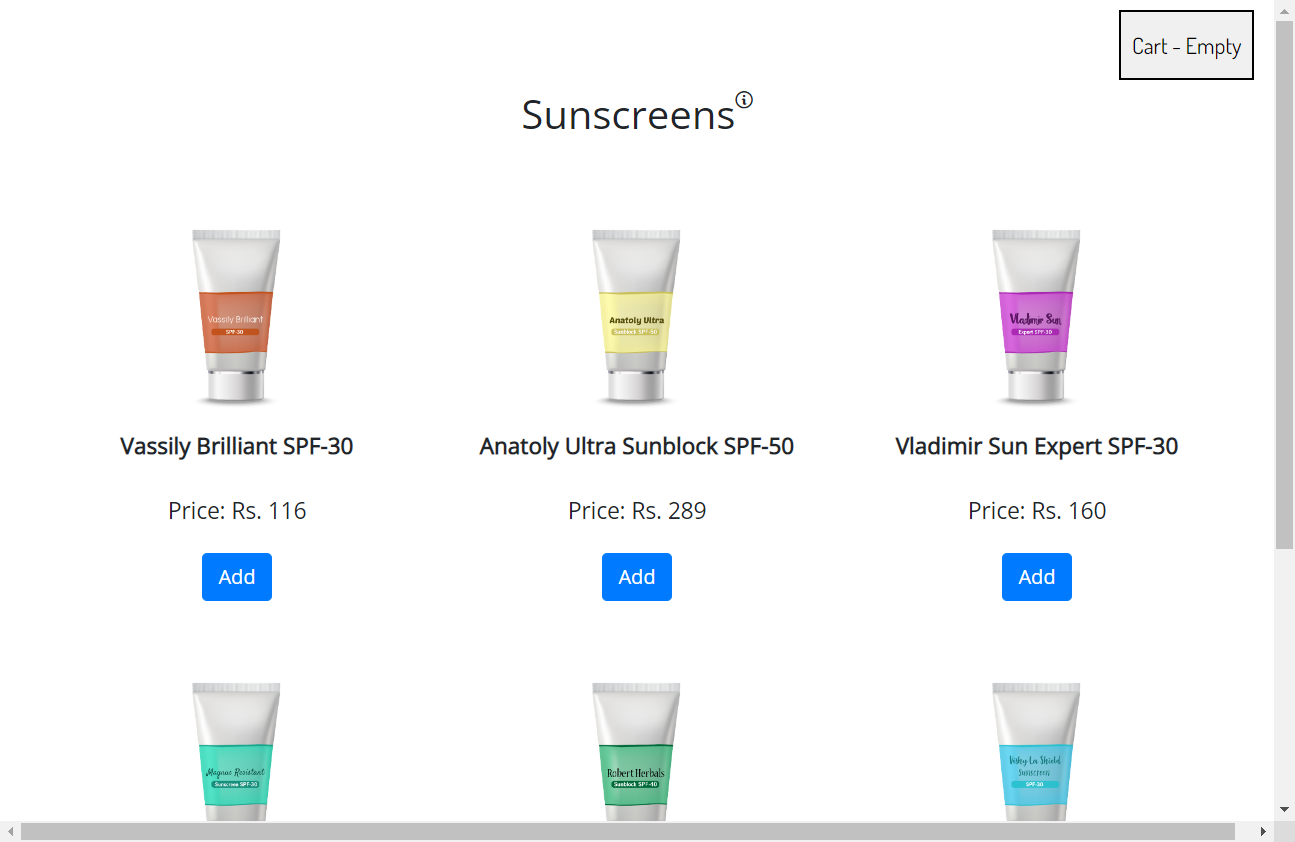 Cart - Empty
Sunscreens
Vassily Brilliant
SPF-30
Anatoly Ultra
Sunblock SPF-50
Vladimir Sun
Expert SPF-30
Vassily Brilliant SPF-30
Anatoly Ultra Sunblock SPF-50
Vladimir Sun Expert SPF-30
Price: Rs. 116
Price: Rs. 289
Price: Rs. 160
Add
Add
Add
Magnus Resistant
Sunscreen SPF-30
Robert Herbals
Sunblock SPF-40
Vishy Lox Shield
Sunscreen
SPF-30